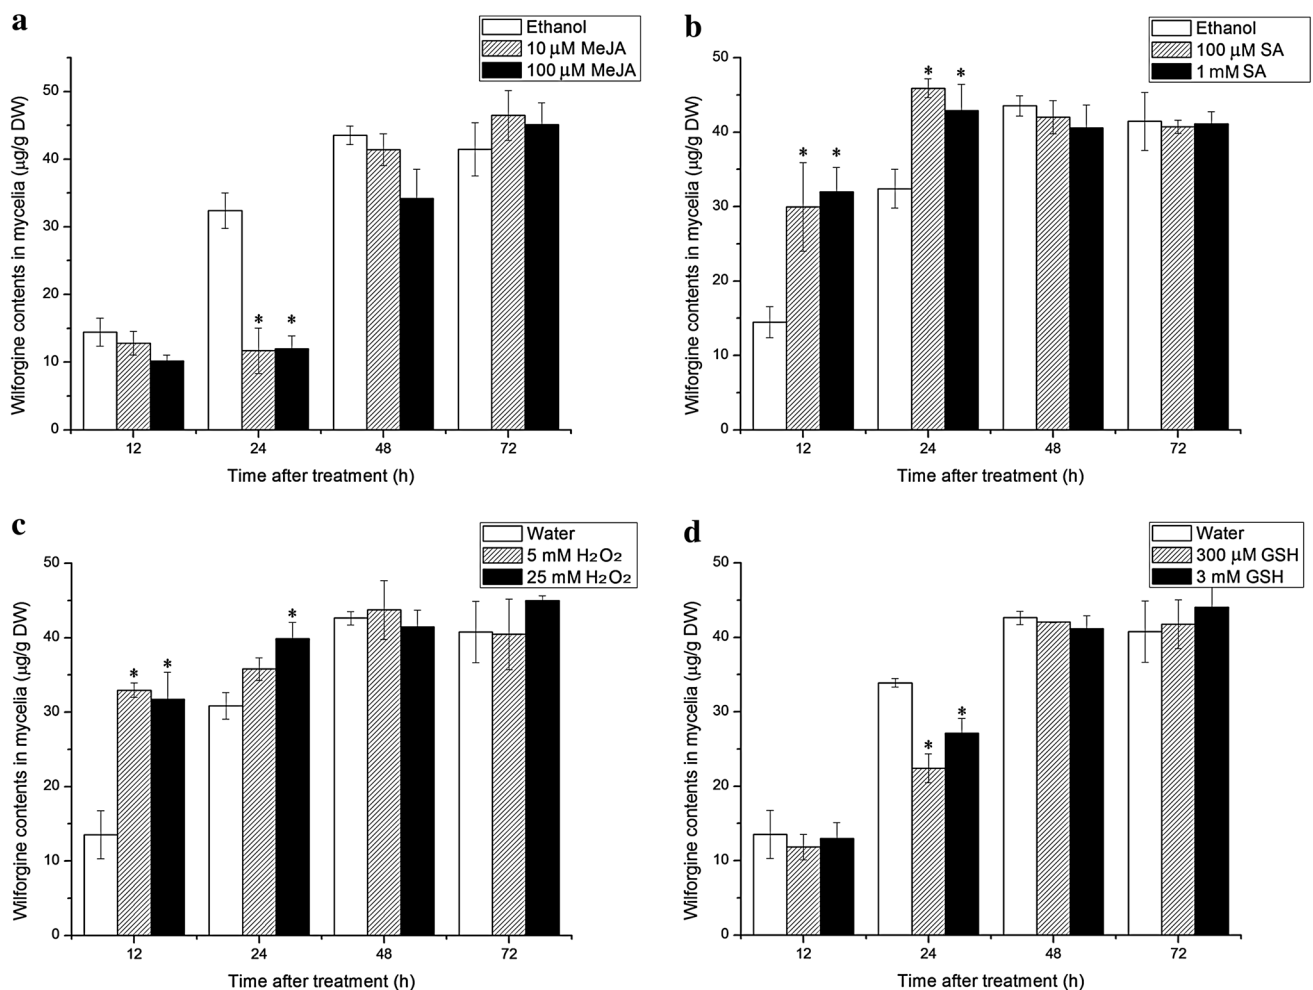 a
Ethanol
10 μM MeJA
100 μM MeJA
Wilforgine contents in mycelia (μg/g DW)
50
40
30
20
10
0
* *
12 24 48 72
Time after treatment (h)
b
Ethanol
100 μM SA
1 mM SA
Wilforgine contents in mycelia (μg/g DW)
50
40
30
20
10
0
* * * *
12 24 48 72
Time after treatment (h)
c
Water
5 mM H₂O₂
25 mM H₂O₂
Wilforgine contents in mycelia (μg/g DW)
50
40
30
20
10
0
* * *
12 24 48 72
Time after treatment (h)
d
Water
300 μM GSH
3 mM GSH
Wilforgine contents in mycelia (μg/g DW)
50
40
30
20
10
0
* *
12 24 48 72
Time after treatment (h)